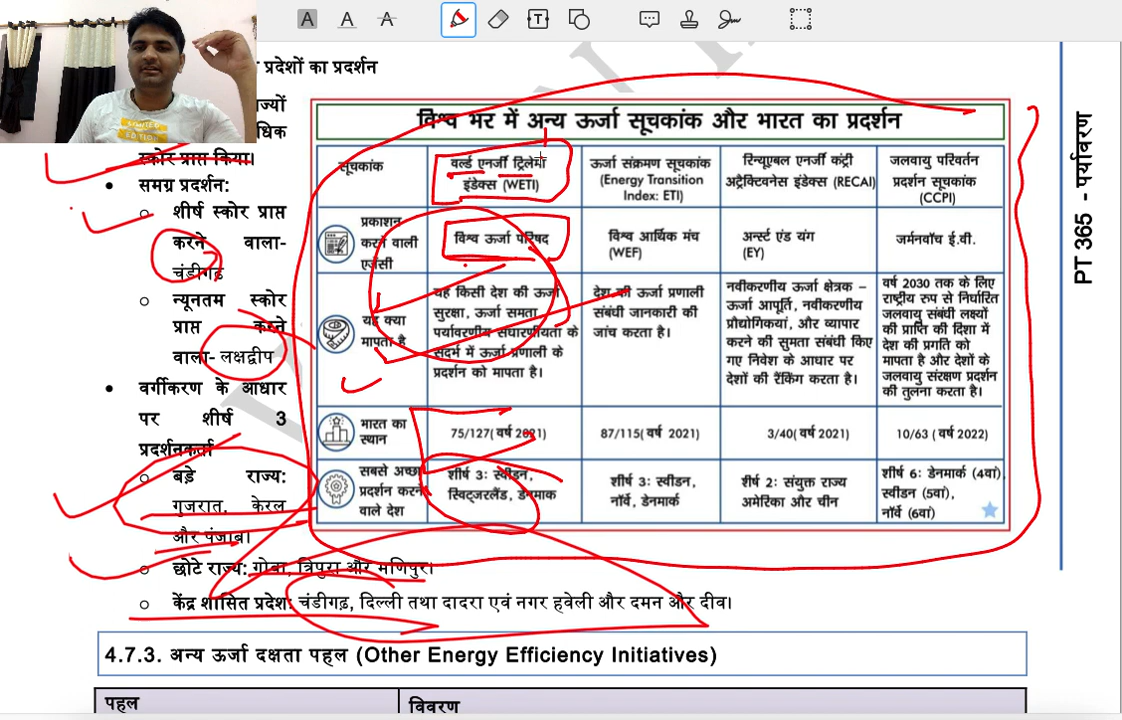 प्रदेशों का प्रदर्शन
ज्यों
धिक
स्कोर प्राप्त किया।
• समग्र प्रदर्शन:
○ शीर्ष स्कोर प्राप्त
करने वाला-
चंडीगढ़
○ न्यूनतम स्कोर
प्राप्त करने
वाला- लक्षद्वीप
• वर्गीकरण के आधार
पर शीर्ष 3
प्रदर्शनकर्ता
○ बड़े राज्य:
गुजरात, केरल
और पंजाब।
○ छोटे राज्य: गोवा, त्रिपुरा और मणिपुर।
○ केंद्र शासित प्रदेश: चंडीगढ़, दिल्ली तथा दादरा एवं नगर हवेली और दमन और दीव।
विश्व भर में अन्य ऊर्जा सूचकांक और भारत का प्रदर्शन
सूचकांक
वर्ल्ड एनर्जी ट्रिलेमा
इंडेक्स (WETI)
ऊर्जा संक्रमण सूचकांक
(Energy Transition
Index: ETI)
रिन्यूएबल एनर्जी कंट्री
अट्रैक्टिवनेस इंडेक्स (RECAI)
जलवायु परिवर्तन
प्रदर्शन सूचकांक
(CCPI)
प्रकाशन
करने वाली
एजेंसी
विश्व ऊर्जा परिषद
विश्व आर्थिक मंच
(WEF)
अर्न्स्ट एंड यंग
(EY)
जर्मनवॉच ई.वी.
यह क्या
मापता है
यह किसी देश की ऊर्जा
सुरक्षा, ऊर्जा समता
पर्यावरणीय संधारणीयता के
संदर्भ में ऊर्जा प्रणाली के
प्रदर्शन को मापता है।
देश की ऊर्जा प्रणाली
संबंधी जानकारी की
जांच करता है।
नवीकरणीय ऊर्जा क्षेत्रक –
ऊर्जा आपूर्ति, नवीकरणीय
प्रौद्योगिकियां, और व्यापार
करने की सुमता संबंधी किए
गए निवेश के आधार पर
देशों की रैंकिंग करता है।
वर्ष 2030 तक के लिए
राष्ट्रीय रुप से निर्धारित
जलवायु संबंधी लक्ष्यों
की प्राप्ति की दिशा में
देश की प्रगति को
मापता है और देशों के
जलवायु संरक्षण प्रदर्शन
की तुलना करता है।
भारत का
स्थान
75/127( वर्ष 2021)
87/115( वर्ष 2021)
3/40( वर्ष 2021)
10/63 ( वर्ष 2022)
सबसे अच्छा
प्रदर्शन करने
वाले देश
शीर्ष 3: स्वीडन,
स्विट्जरलैंड, डेनमार्क
शीर्ष 3: स्वीडन,
नॉर्वे, डेनमार्क
शीर्ष 2: संयुक्त राज्य
अमेरिका और चीन
शीर्ष 6: डेनमार्क (4वां),
स्वीडन (5वां),
नॉर्वे (6वां)
PT 365 - पर्यावरण
4.7.3. अन्य ऊर्जा दक्षता पहल (Other Energy Efficiency Initiatives)
पहल
विवरण